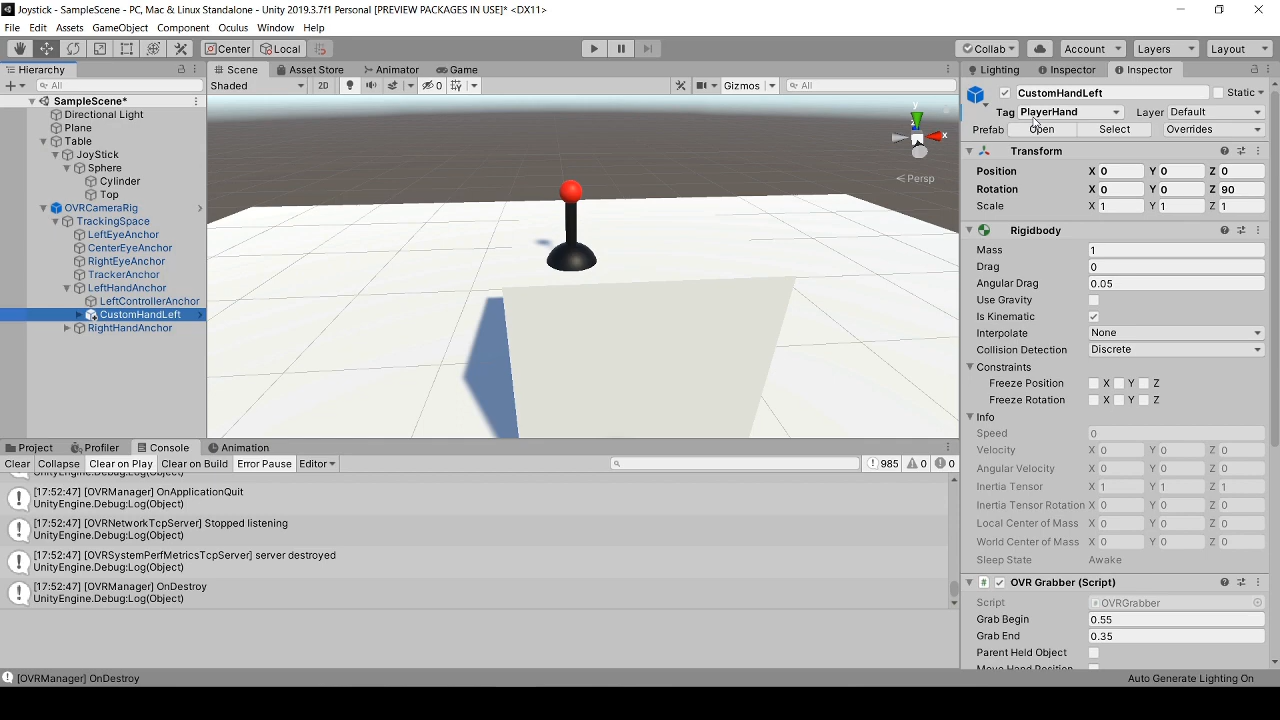 Joystick - SampleScene - PC, Mac & Linux Standalone - Unity 2019.3.7f1 Personal [PREVIEW PACKAGES IN USE]* <DX11>
File Edit Assets GameObject Component Oculus Window Help
Center Local Collab Account Layers Layout
Hierarchy
All
SampleScene*
Directional Light
Plane
Table
JoyStick
Sphere
Cylinder
Top
OVRCameraRig
TrackingSpace
LeftEyeAnchor
CenterEyeAnchor
RightEyeAnchor
TrackerAnchor
LeftHandAnchor
LeftControllerAnchor
CustomHandLeft
RightHandAnchor
Scene Asset Store Animator Game
Shaded 2D 0 Gizmos All
y
z
x
Persp
Project Profiler Console Animation
Clear Collapse Clear on Play Clear on Build Error Pause Editor 985 0 0
UnityEngine.Debug:Log(Object)
[17:52:47] [OVRManager] OnApplicationQuit
UnityEngine.Debug:Log(Object)
[17:52:47] [OVRNetworkTcpServer] Stopped listening
UnityEngine.Debug:Log(Object)
[17:52:47] [OVRSystemPerfMetricsTcpServer] server destroyed
UnityEngine.Debug:Log(Object)
[17:52:47] [OVRManager] OnDestroy
UnityEngine.Debug:Log(Object)
[OVRManager] OnDestroy
Lighting Inspector Inspector
CustomHandLeft Static
Tag PlayerHand Layer Default
Prefab Open Select Overrides
Transform
Position X 0 Y 0 Z 0
Rotation X 0 Y 0 Z 90
Scale X 1 Y 1 Z 1
Rigidbody
Mass 1
Drag 0
Angular Drag 0.05
Use Gravity
Is Kinematic
Interpolate None
Collision Detection Discrete
Constraints
Freeze Position X Y Z
Freeze Rotation X Y Z
Info
Speed 0
Velocity X 0 Y 0 Z 0
Angular Velocity X 0 Y 0 Z 0
Inertia Tensor X 1 Y 1 Z 1
Inertia Tensor Rotation X 0 Y 0 Z 0
Local Center of Mass X 0 Y 0 Z 0
World Center of Mass X 0 Y 0 Z 0
Sleep State Awake
OVR Grabber (Script)
Script OVRGrabber
Grab Begin 0.55
Grab End 0.35
Parent Held Object
Move Hand Position
Auto Generate Lighting On